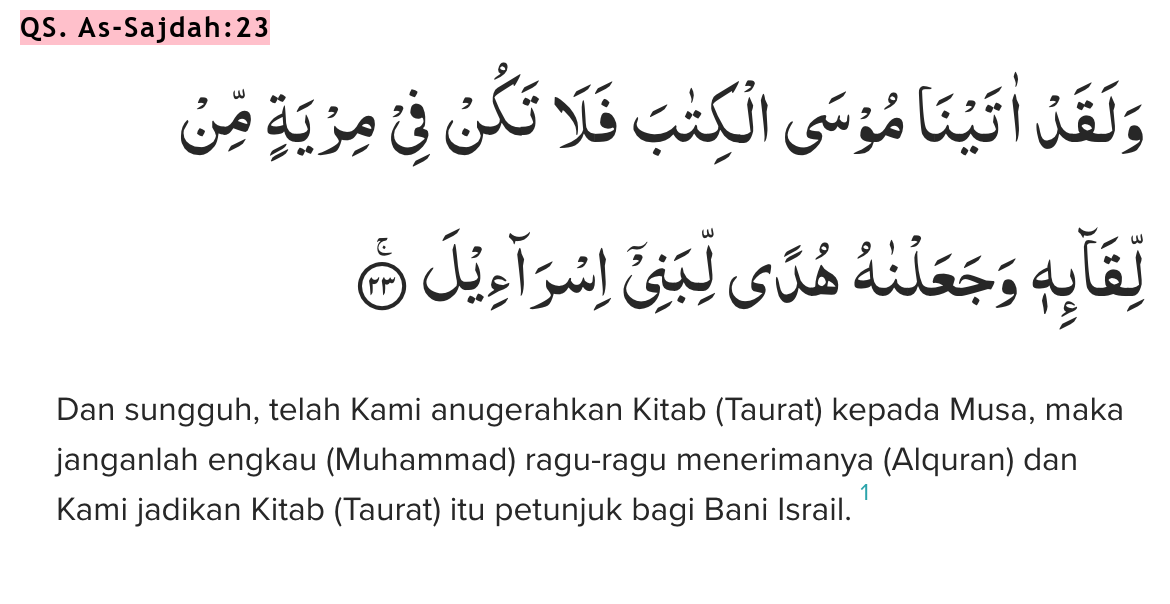 QS. As-Sajdah:23
وَلَقَدْ اٰتَيْنَا مُوْسَى الْكِتٰبَ فَلَا تَكُنْ فِيْ مِرْيَةٍ مِّنْ
لِّقَاۤىِٕهٖ وَجَعَلْنٰهُ هُدًى لِّبَنِيْٓ اِسْرَاۤءِيْلَ ۚ ٢٣
Dan sungguh, telah Kami anugerahkan Kitab (Taurat) kepada Musa, maka
janganlah engkau (Muhammad) ragu-ragu menerimanya (Alquran) dan
Kami jadikan Kitab (Taurat) itu petunjuk bagi Bani Israil. 1